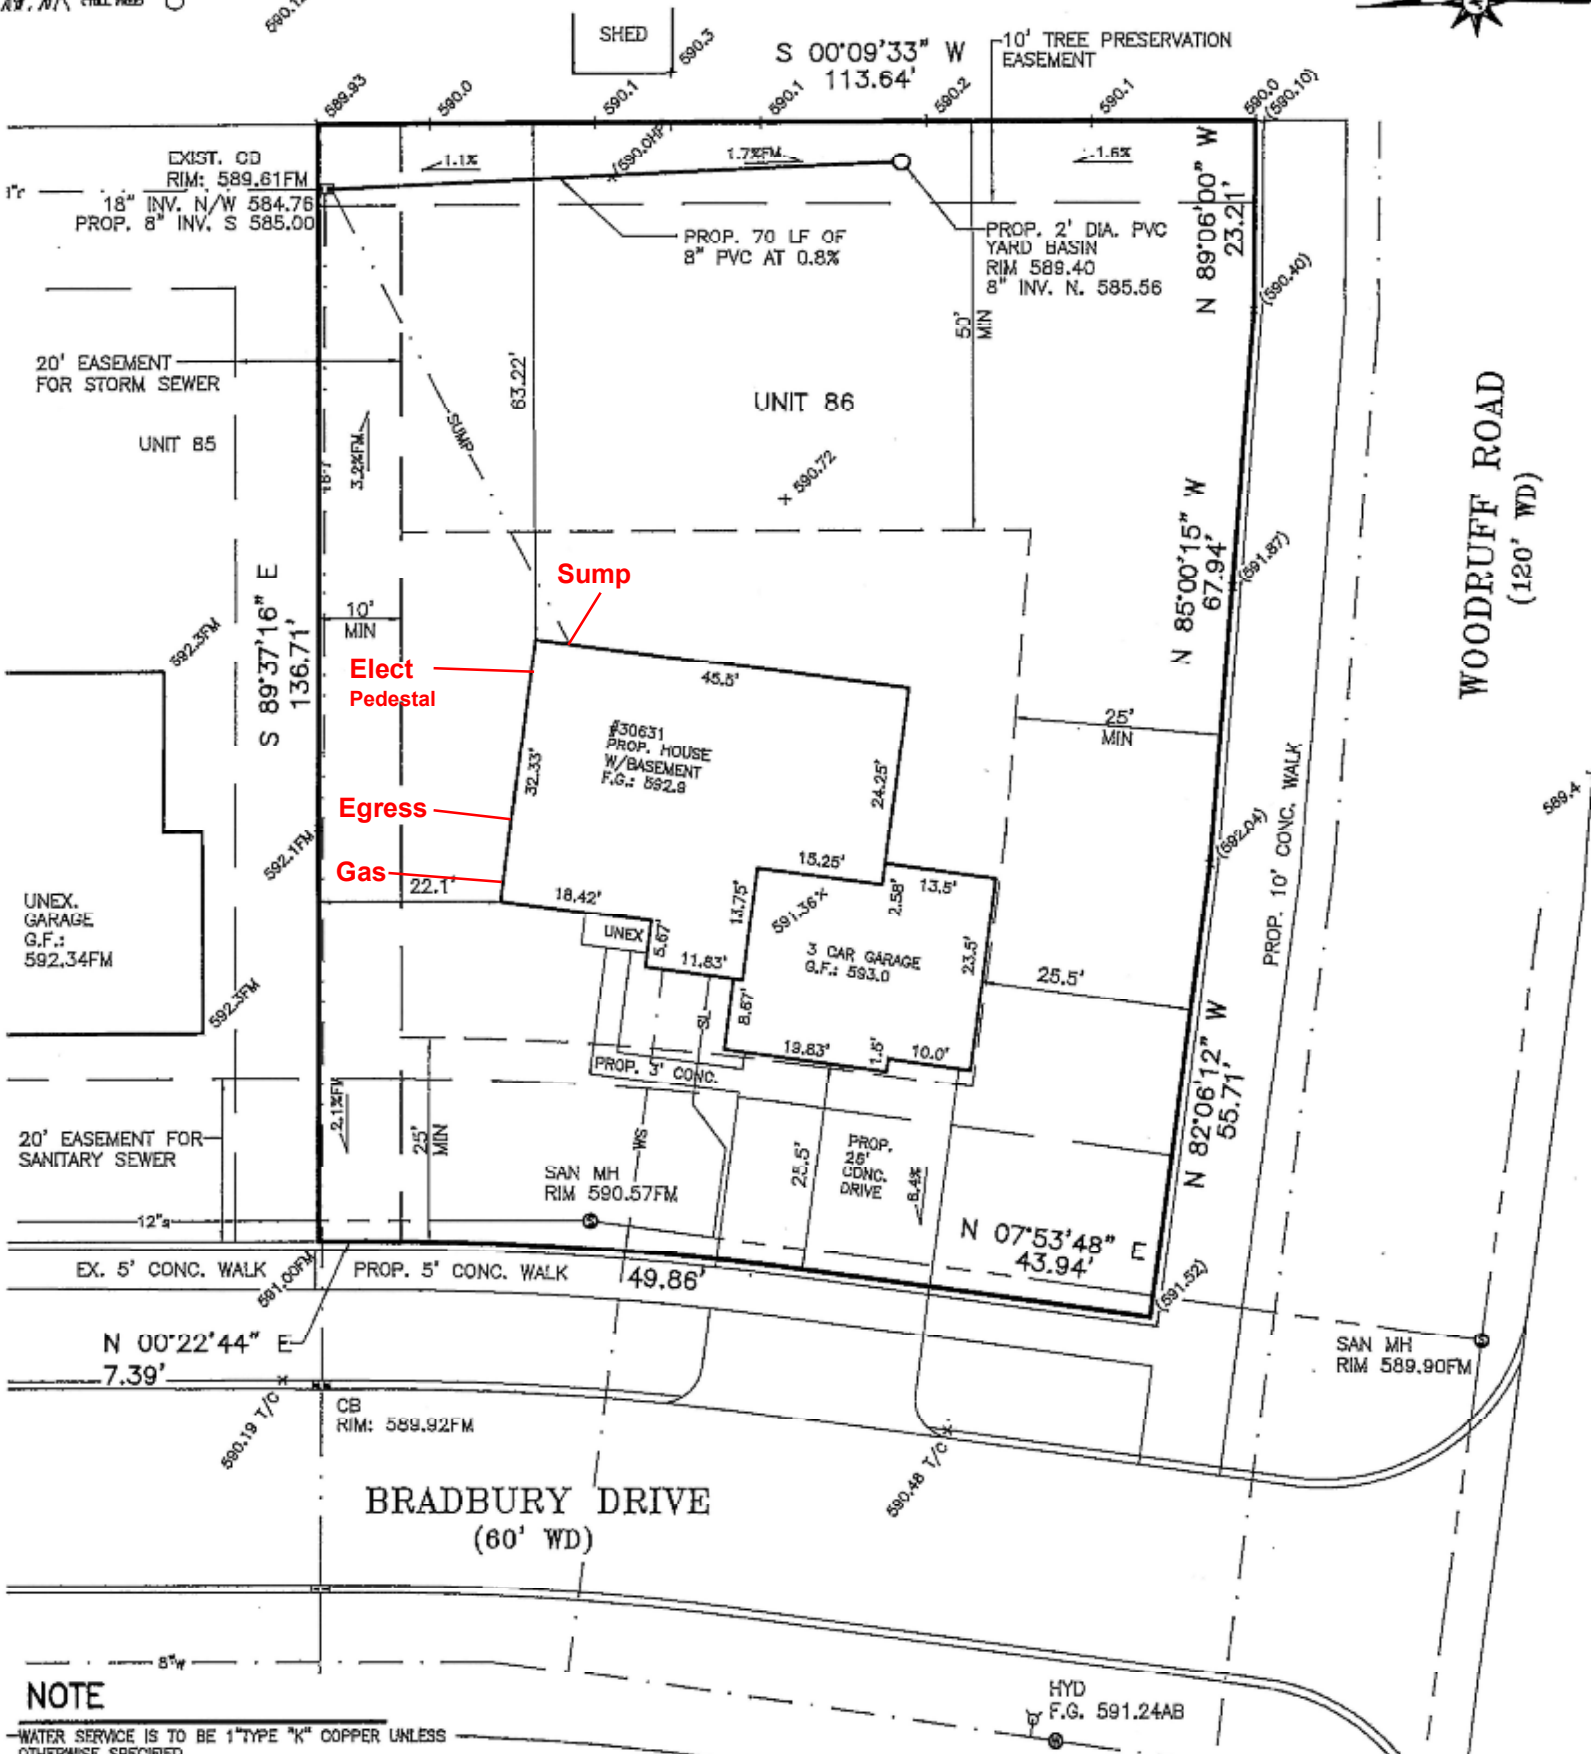 SHED
590.3
S 00°09'33" W
113.64'
10' TREE PRESERVATION
EASEMENT
589.93
590.0
590.1
590.1
590.2
590.1
590.0
(590.10)
EXIST. CB
RIM: 589.61FM
18" INV. N/W 584.76
PROP. 8" INV. S 585.00
1.1%
(590.0HP
1.7%FM
1.6%
N 89°06'00" W
23.21'
PROP. 70 LF OF
8" PVC AT 0.8%
PROP. 2' DIA. PVC
YARD BASIN
RIM 589.40
8" INV. N. 585.56
(590.40)
20' EASEMENT
FOR STORM SEWER
63.22'
50'
MIN
UNIT 86
UNIT 85
SUMP
3.2%FM
590.72
WOODRUFF ROAD
(120' WD)
N 85°00'15" W
67.94'
(591.87)
S 89°37'16" E
136.71'
10'
MIN
Sump
592.3FM
Elect
Pedestal
45.5'
25'
MIN
#30631
PROP. HOUSE
W/BASEMENT
F.G.: 592.9
32.33'
24.25'
Egress
592.1FM
Gas
22.1'
18.42'
15.25'
13.5'
2.58'
13.75'
591.36
(592.04)
PROP. 10' CONC. WALK
589.4
UNEX.
GARAGE
G.F.:
592.34FM
UNEX
5.67'
11.83'
3 CAR GARAGE
G.F.: 593.0
23.5'
25.5'
592.3FM
SL
8.67'
19.83'
1.5'
10.0'
PROP. 3' CONC.
N 82°06'12" W
55.71'
2.1%FM
25'
MIN
20' EASEMENT FOR
SANITARY SEWER
WS
SAN MH
RIM 590.57FM
25.5'
PROP.
25'
CONC.
DRIVE
6.4%
12"s
N 07°53'48" E
43.94'
EX. 5' CONC. WALK
591.00FM
PROP. 5' CONC. WALK
49.86'
(591.52)
N 00°22'44" E
7.39'
SAN MH
RIM 589.90FM
590.19 T/C
CB
RIM: 589.92FM
590.48 T/C
BRADBURY DRIVE
(60' WD)
8"w
NOTE
HYD
F.G. 591.24AB
WATER SERVICE IS TO BE 1"TYPE "K" COPPER UNLESS
OTHERWISE SPECIFIED